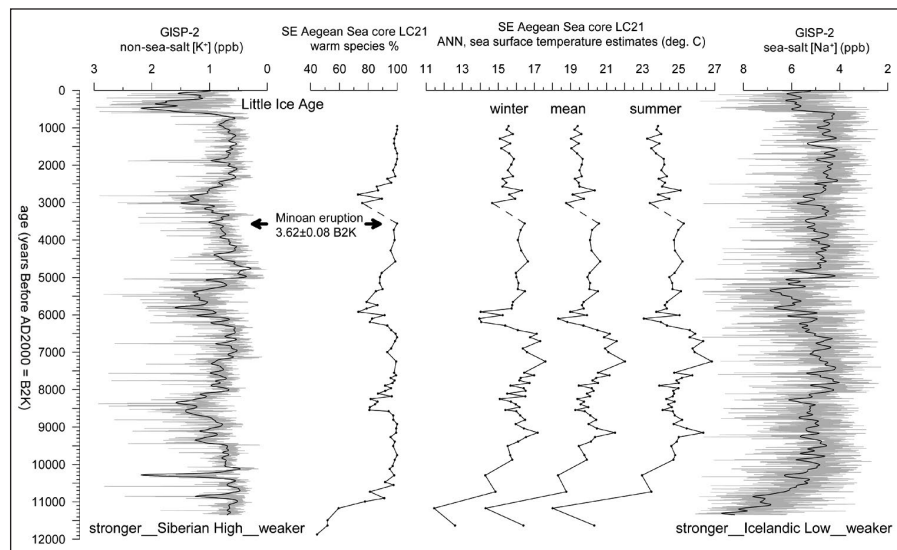 GISP-2
non-sea-salt [K⁺] (ppb)
3 2 1 0
SE Aegean Sea core LC21
warm species %
40 60 80 100
SE Aegean Sea core LC21
ANN, sea surface temperature estimates (deg. C)
11 13 15 17 19 21 23 25 27
GISP-2
sea-salt [Na⁺] (ppb)
8 6 4 2
Little Ice Age
winter mean summer
Minoan eruption
3.62±0.08 B2K
age (years Before AD2000 = B2K)
0
1000
2000
3000
4000
5000
6000
7000
8000
9000
10000
11000
12000
stronger__Siberian High__weaker
stronger__Icelandic Low__weaker